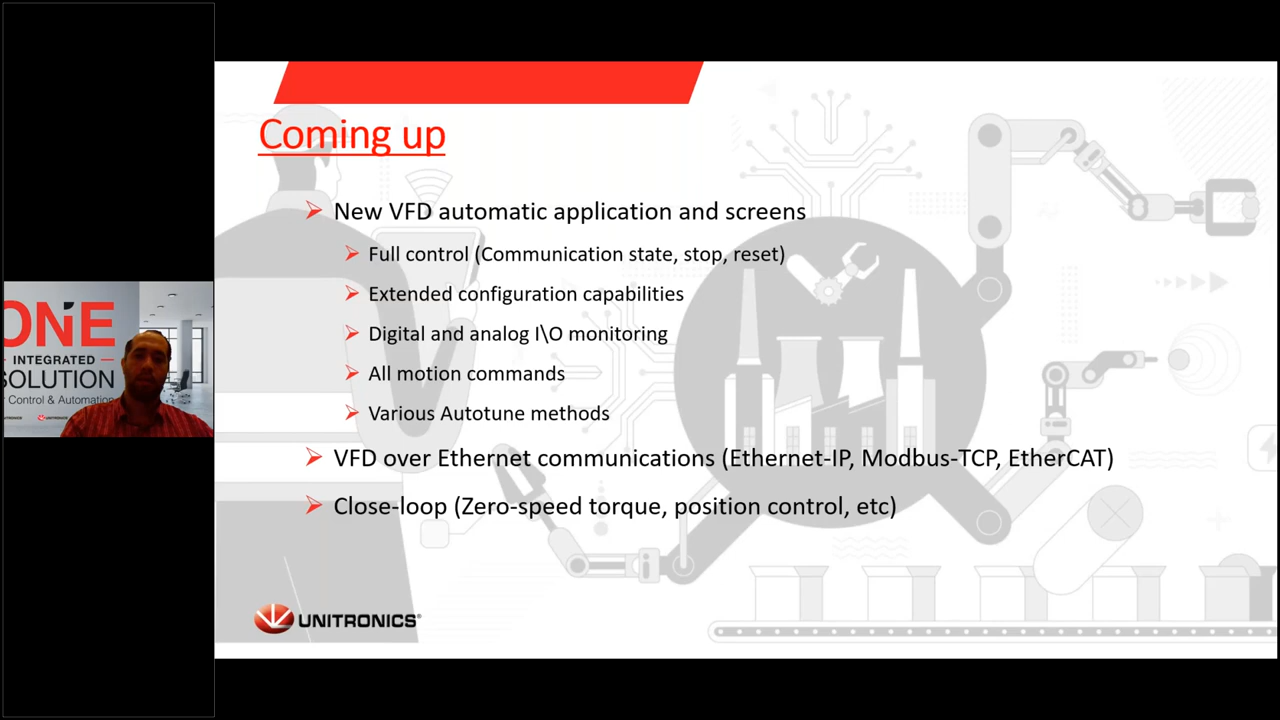 Coming up
New VFD automatic application and screens
Full control (Communication state, stop, reset)
Extended configuration capabilities
Digital and analog I\O monitoring
All motion commands
Various Autotune methods
VFD over Ethernet communications (Ethernet-IP, Modbus-TCP, EtherCAT)
Close-loop (Zero-speed torque, position control, etc)
UNITRONICS®
ONE
INTEGRATED
SOLUTION
Control & Automation